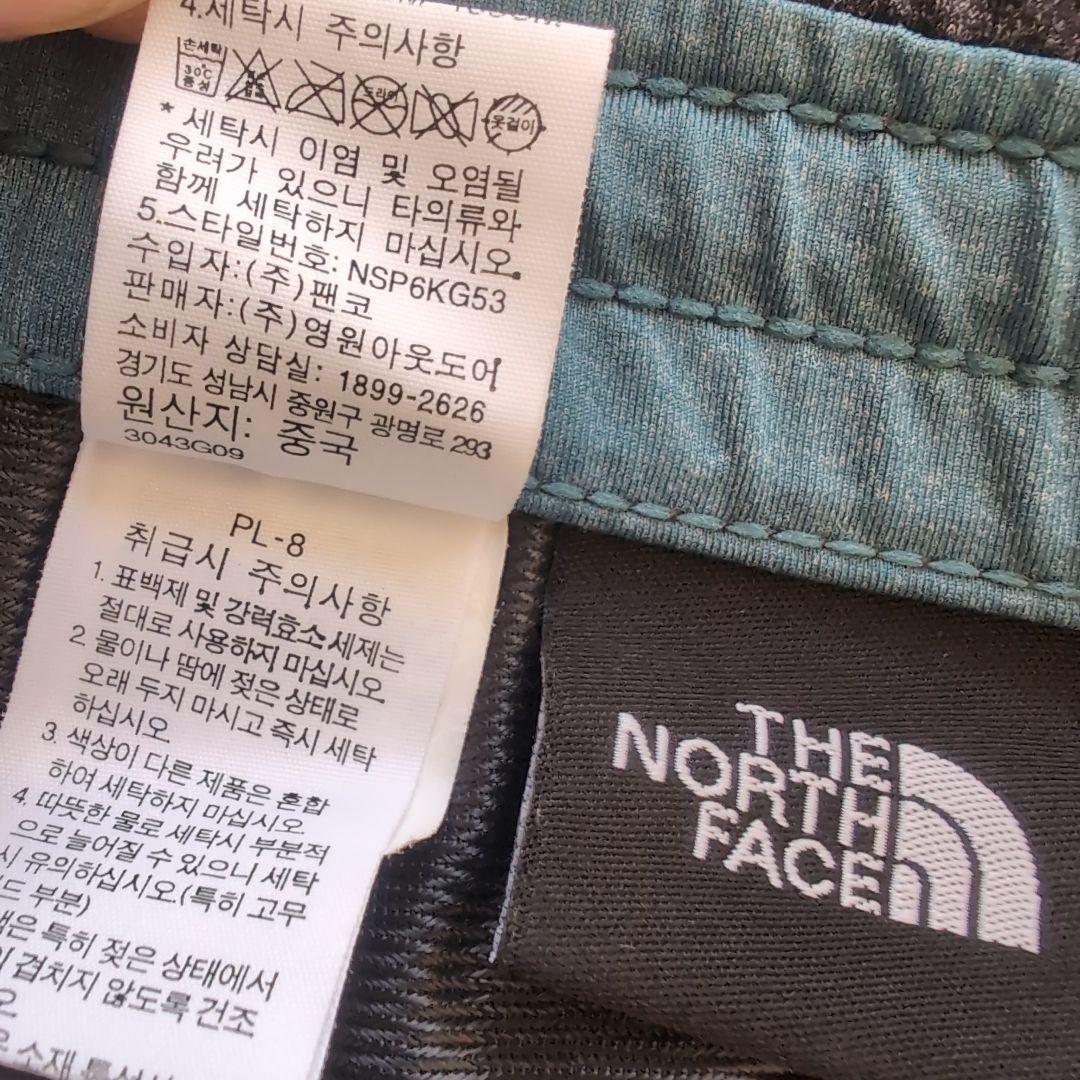 4.세탁시 주의사항
손세탁
30℃
중성
드라이
옷걸이
* 세탁시 이염 및 오염될
우려가 있으니 타의류와
함께 세탁하지 마십시오.
5.스타일번호: NSP6KG53
수입자:(주)팬코
판매자:(주)영원아웃도어
소비자 상담실: 1899-2626
경기도 성남시 중원구 광명로 293
원산지: 중국
3043G09
PL-8
취급시 주의사항
1. 표백제 및 강력효소세제는
절대로 사용하지 마십시오
2 물이나 땀에 젖은 상태로
오래 두지 마시고 즉시 세탁
하십시오
3. 색상이 다른 제품은 혼합
하여 세탁하지 마십시오
4. 따뜻한 물로 세탁시 부분적
으로 늘어질 수 있으니 세탁
시 유의하십시오.(특히 고무
드 부분)
은 특히 젖은 상태에서
겹치지 않도록 건조
오
소재 특성
THE
NORTH
FACE